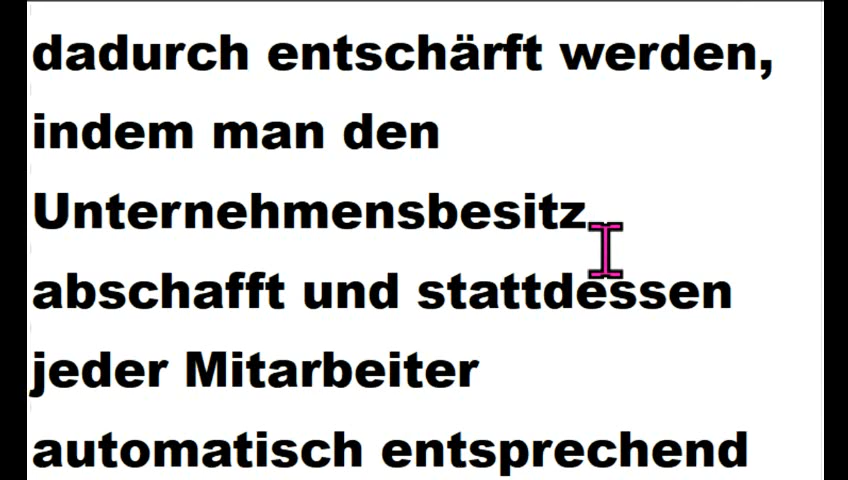 dadurch entschärft werden,
indem man den
Unternehmensbesitz
abschafft und stattdessen
jeder Mitarbeiter
automatisch entsprechend